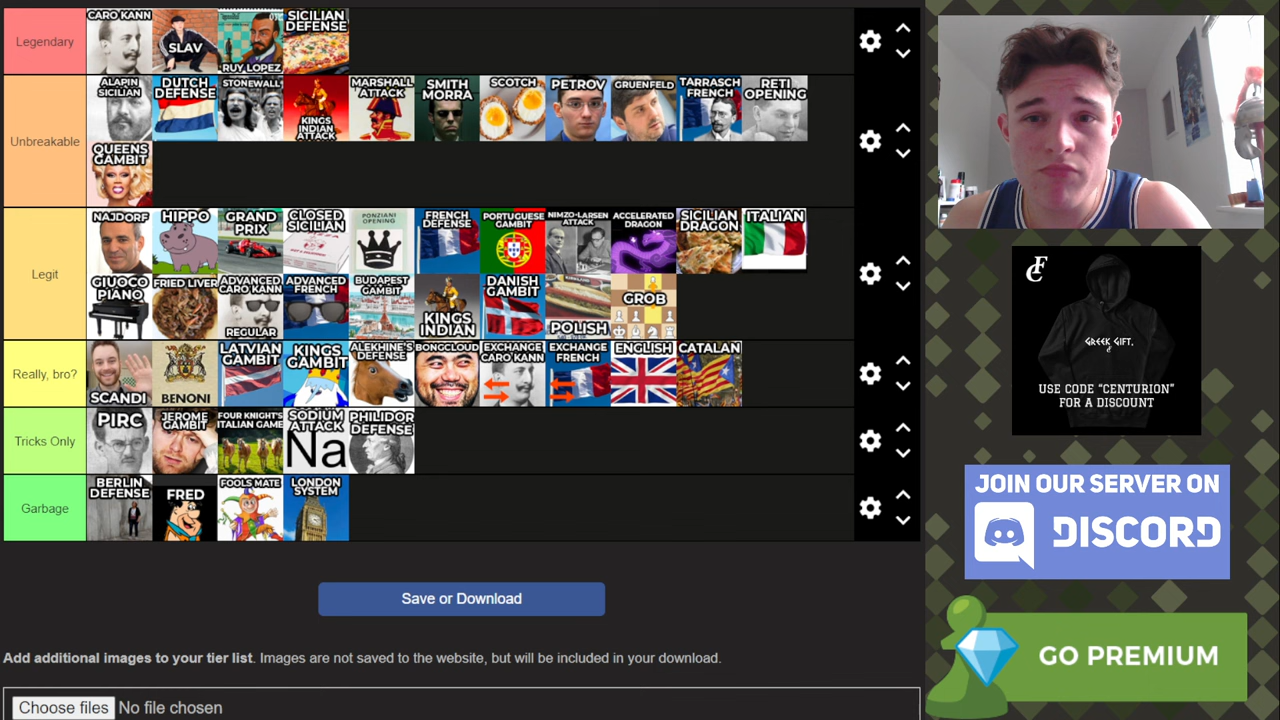 Legendary
CARO KANN
SLAV
RUY LOPEZ
SICILIAN
DEFENSE
Unbreakable
ALAPIN
SICILIAN
DUTCH
DEFENSE
STONEWALL
KINGS
INDIAN
ATTACK
MARSHALL
ATTACK
SMITH
MORRA
SCOTCH
PETROV
GRUENFELD
TARRASCH
FRENCH
RETI
OPENING
QUEENS
GAMBIT
Legit
NAJDORF
HIPPO
GRAND
PRIX
CLOSED
SICILIAN
PONZIANI
OPENING
FRENCH
DEFENSE
PORTUGUESE
GAMBIT
NIMZO-LARSEN
ATTACK
ACCELERATED
DRAGON
SICILIAN
DRAGON
ITALIAN
GIUOCO
PIANO
FRIED LIVER
ADVANCED
CARO KANN
REGULAR
ADVANCED
FRENCH
BUDAPEST
GAMBIT
KINGS
INDIAN
DANISH
GAMBIT
POLISH
GROB
Really, bro?
SCANDI
BENONI
LATVIAN
GAMBIT
KINGS
GAMBIT
ALEKHINE'S
DEFENSE
BONGCLOUD
EXCHANGE
CARO KANN
EXCHANGE
FRENCH
ENGLISH
CATALAN
Tricks Only
PIRC
JEROME
GAMBIT
FOUR KNIGHT'S
ITALIAN GAME
SODIUM
ATTACK
Na
PHILIDOR
DEFENSE
Garbage
BERLIN
DEFENSE
FRED
FOOLS MATE
LONDON
SYSTEM
Save or Download
Add additional images to your tier list. Images are not saved to the website, but will be included in your download.
Choose files No file chosen
GREEK GIFT.
USE CODE "CENTURION"
FOR A DISCOUNT
JOIN OUR SERVER ON
DISCORD
GO PREMIUM